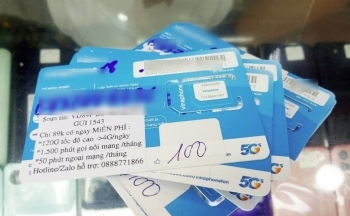 Soạn tin:
GỬI 1543
Chỉ 89k có ngay MIỄN PHÍ :
*120G tốc độ cao >4G/ngày
*1.500 phút gọi nội mạng /tháng
*50 phút ngoại mạng /tháng
Hotline/Zalo hỗ trợ: 0888771866
100
vinaphone
5G
5G
5G